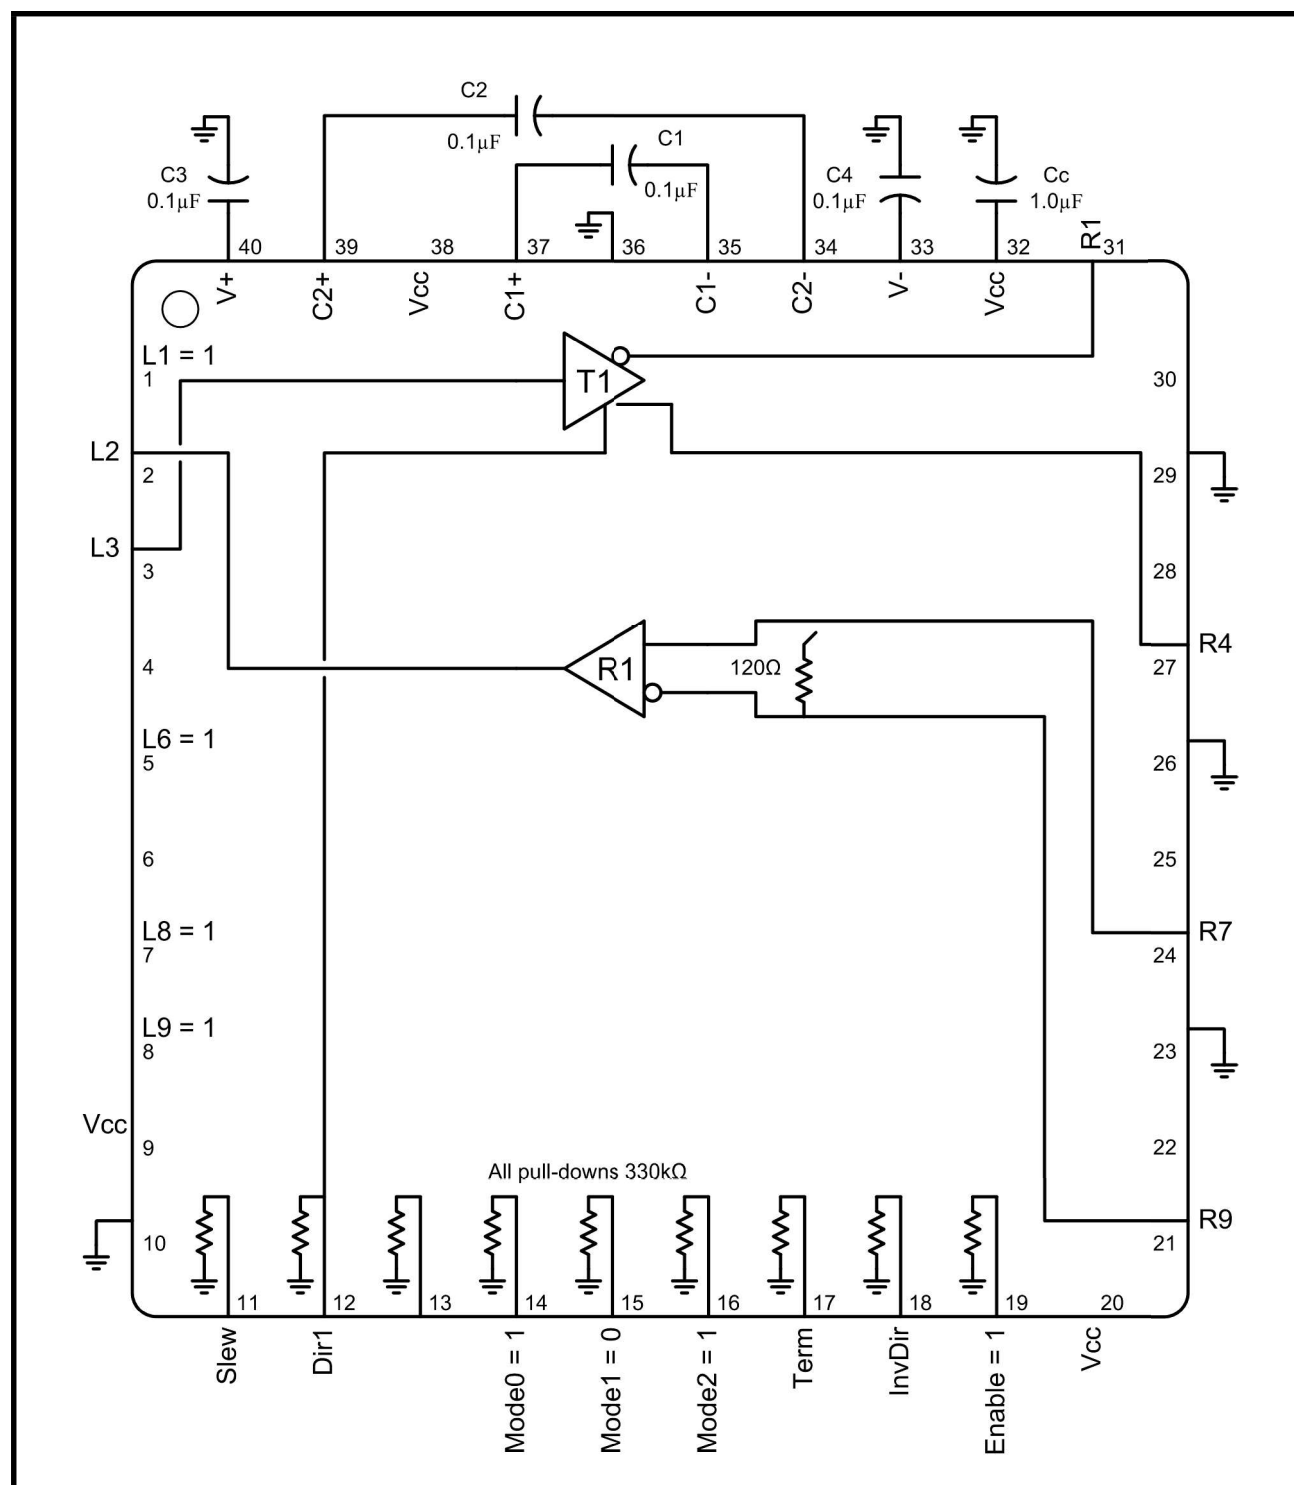 C2
0.1μF
C1
0.1μF
C3
0.1μF
C4
0.1μF
Cc
1.0μF
R1
40
39
38
37
36
35
34
33
32
31
V+
C2+
Vcc
C1+
C1-
C2-
V-
Vcc
L1 = 1
1
T1
30
L2
2
29
L3
3
28
R4
4
R1
120Ω
27
L6 = 1
5
26
6
25
L8 = 1
7
R7
24
L9 = 1
8
23
Vcc
9
22
All pull-downs 330kΩ
10
R9
21
11
12
13
14
15
16
17
18
19
20
Slew
Dir1
Mode0 = 1
Mode1 = 0
Mode2 = 1
Term
InvDir
Enable = 1
Vcc